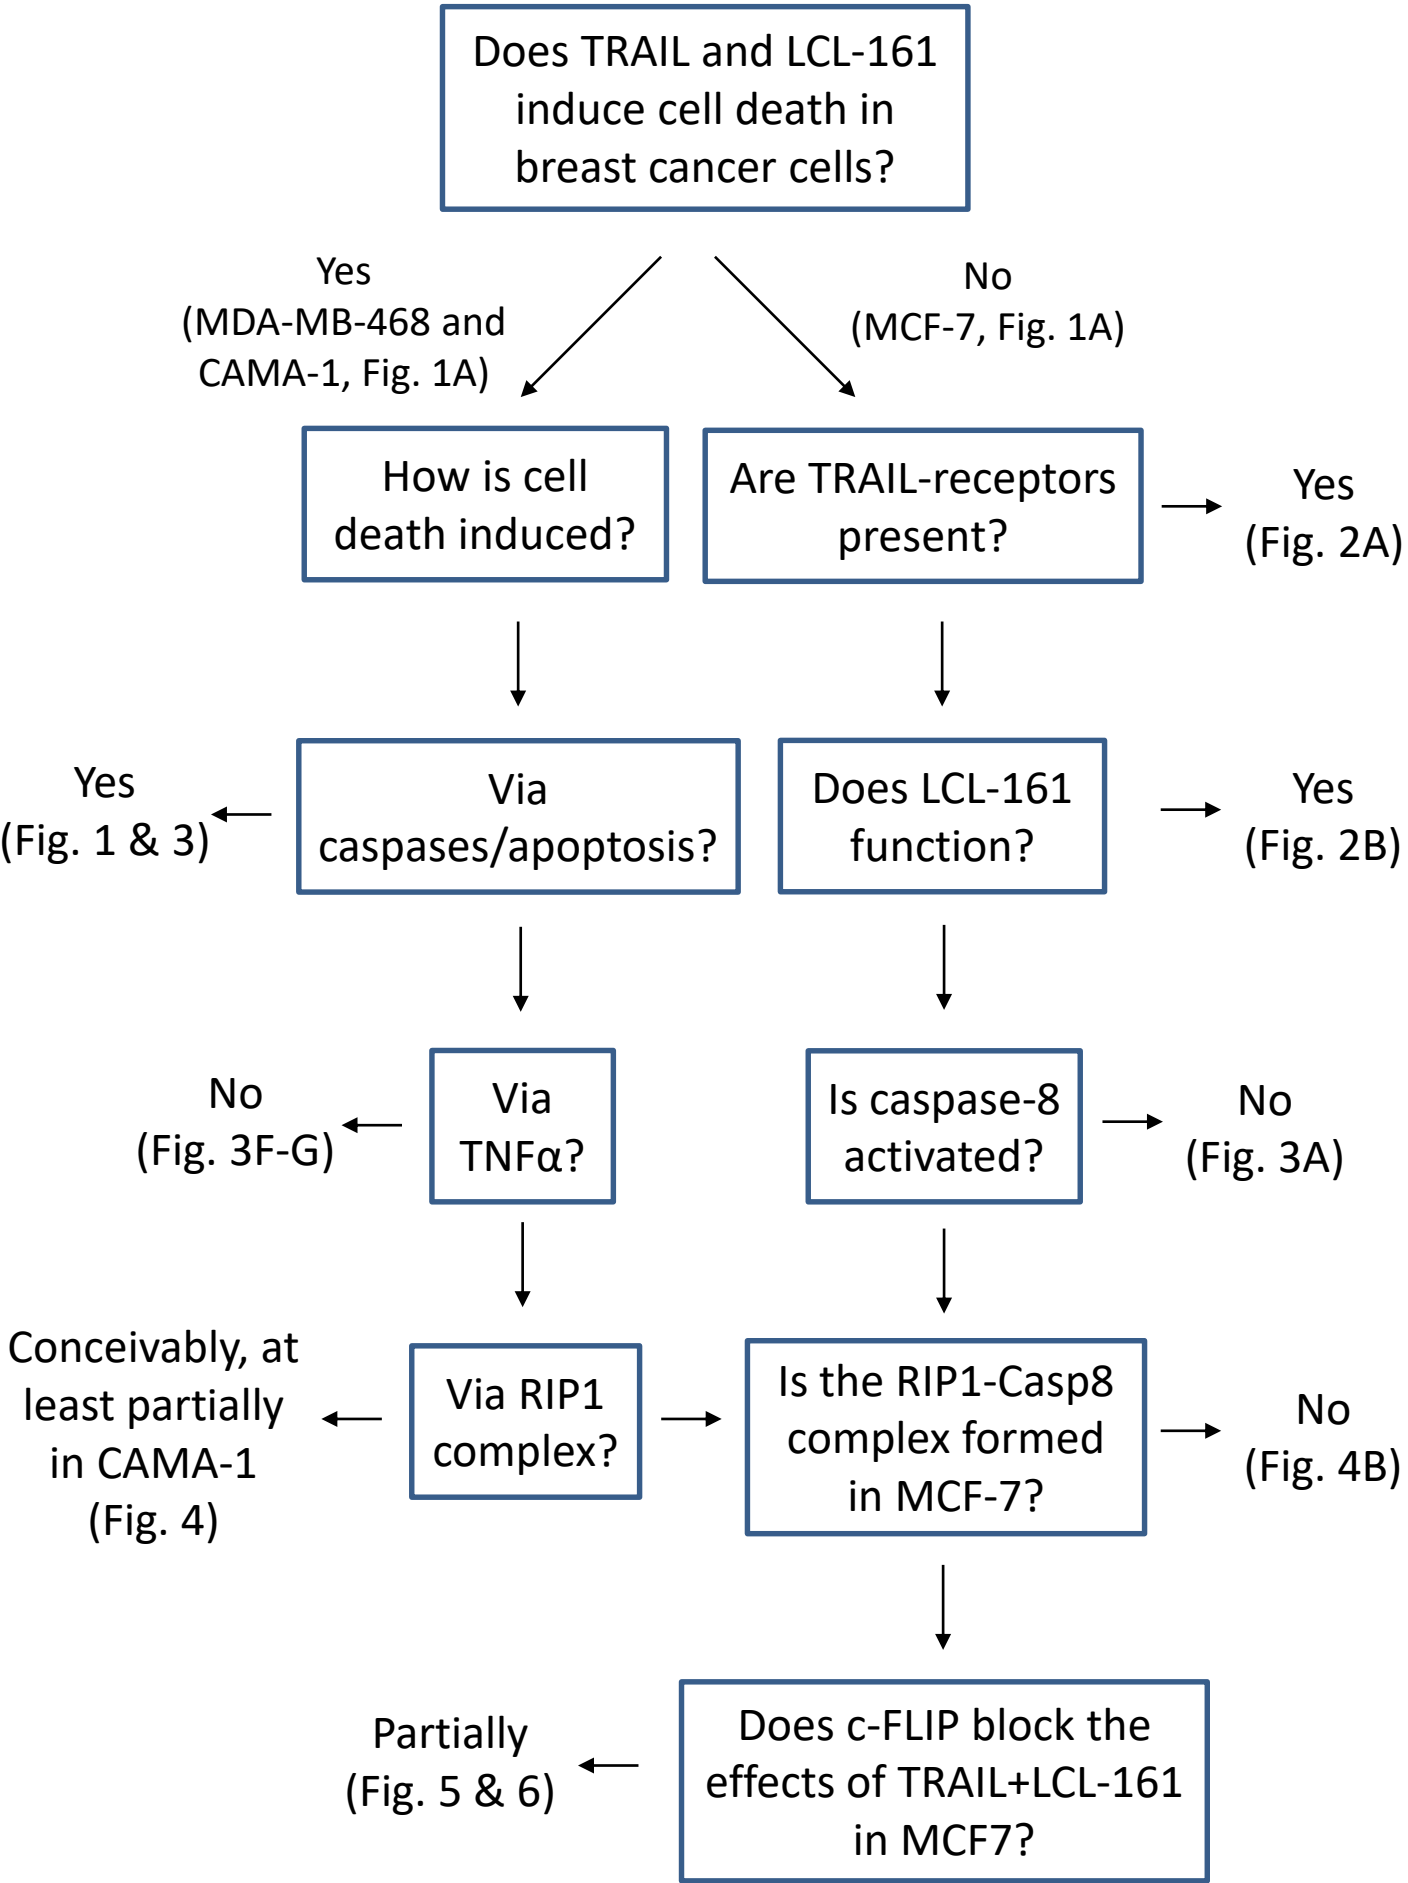 Does TRAIL and LCL-161
induce cell death in
breast cancer cells?
Yes
(MDA-MB-468 and
CAMA-1, Fig. 1A)
No
(MCF-7, Fig. 1A)
How is cell
death induced?
Are TRAIL-receptors
present?
Yes
(Fig. 2A)
Yes
(Fig. 1 & 3)
Via
caspases/apoptosis?
Does LCL-161
function?
Yes
(Fig. 2B)
No
(Fig. 3F-G)
Via
TNFα?
Is caspase-8
activated?
No
(Fig. 3A)
Conceivably, at
least partially
in CAMA-1
(Fig. 4)
Via RIP1
complex?
Is the RIP1-Casp8
complex formed
in MCF-7?
No
(Fig. 4B)
Partially
(Fig. 5 & 6)
Does c-FLIP block the
effects of TRAIL+LCL-161
in MCF7?